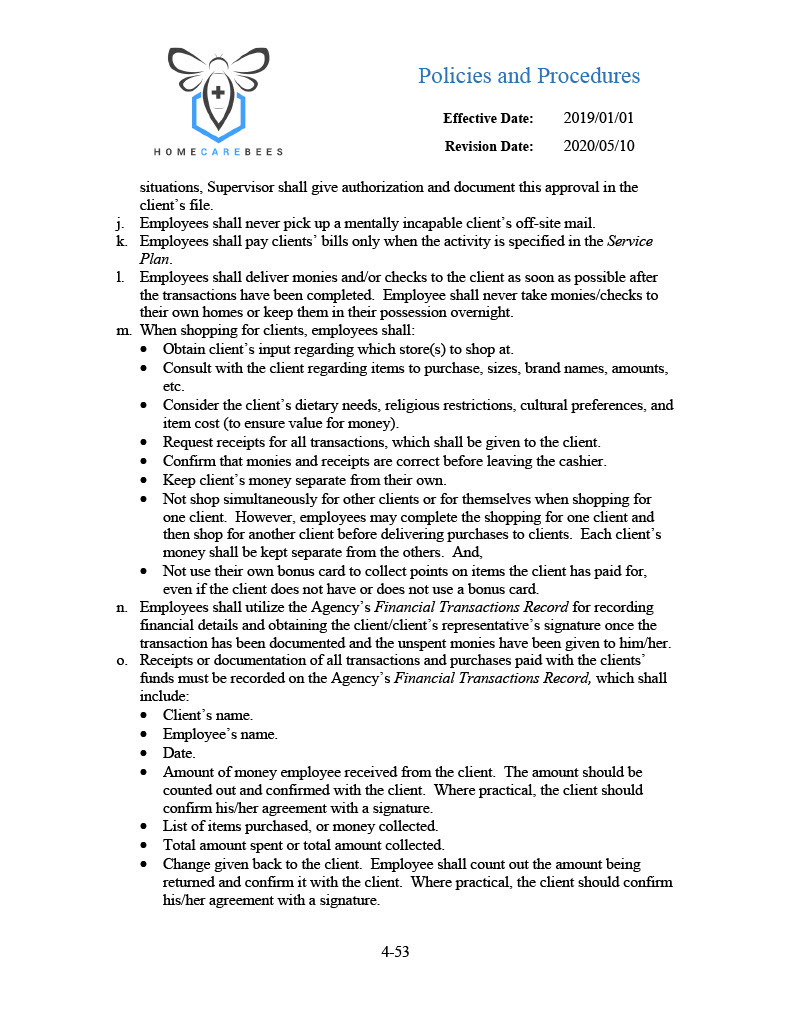 Policies and Procedures
Effective Date: 2019/01/01
HOMECAREBEES
Revision Date: 2020/05/10
situations, Supervisor shall give authorization and document this approval in the
client’s file.
j. Employees shall never pick up a mentally incapable client’s off-site mail.
k. Employees shall pay clients’ bills only when the activity is specified in the Service
Plan.
l. Employees shall deliver monies and/or checks to the client as soon as possible after
the transactions have been completed. Employee shall never take monies/checks to
their own homes or keep them in their possession overnight.
m. When shopping for clients, employees shall:
• Obtain client’s input regarding which store(s) to shop at.
• Consult with the client regarding items to purchase, sizes, brand names, amounts,
etc.
• Consider the client’s dietary needs, religious restrictions, cultural preferences, and
item cost (to ensure value for money).
• Request receipts for all transactions, which shall be given to the client.
• Confirm that monies and receipts are correct before leaving the cashier.
• Keep client’s money separate from their own.
• Not shop simultaneously for other clients or for themselves when shopping for
one client. However, employees may complete the shopping for one client and
then shop for another client before delivering purchases to clients. Each client’s
money shall be kept separate from the others. And,
• Not use their own bonus card to collect points on items the client has paid for,
even if the client does not have or does not use a bonus card.
n. Employees shall utilize the Agency’s Financial Transactions Record for recording
financial details and obtaining the client/client’s representative’s signature once the
transaction has been documented and the unspent monies have been given to him/her.
o. Receipts or documentation of all transactions and purchases paid with the clients’
funds must be recorded on the Agency’s Financial Transactions Record, which shall
include:
• Client’s name.
• Employee’s name.
• Date.
• Amount of money employee received from the client. The amount should be
counted out and confirmed with the client. Where practical, the client should
confirm his/her agreement with a signature.
• List of items purchased, or money collected.
• Total amount spent or total amount collected.
• Change given back to the client. Employee shall count out the amount being
returned and confirm it with the client. Where practical, the client should confirm
his/her agreement with a signature.
4-53